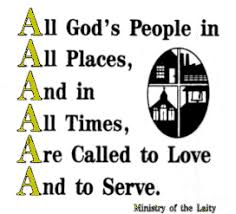 All God's People in
All Places,
And in
All Times,
Are Called to Love
And to Serve.
Ministry of the Laity